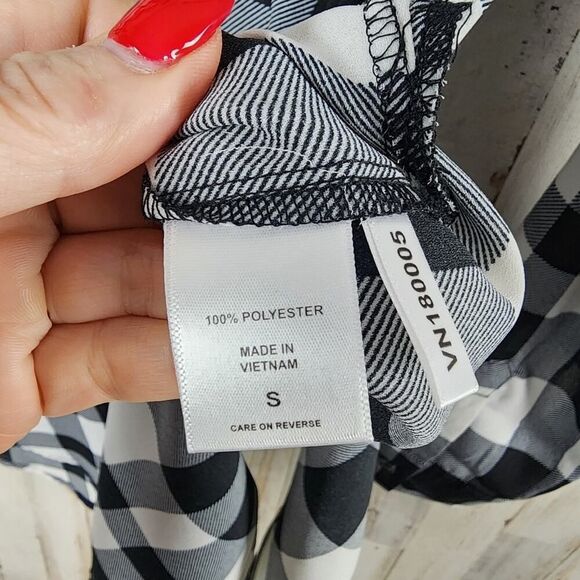 100% POLYESTER
MADE IN
VIETNAM
S
CARE ON REVERSE
VN180005